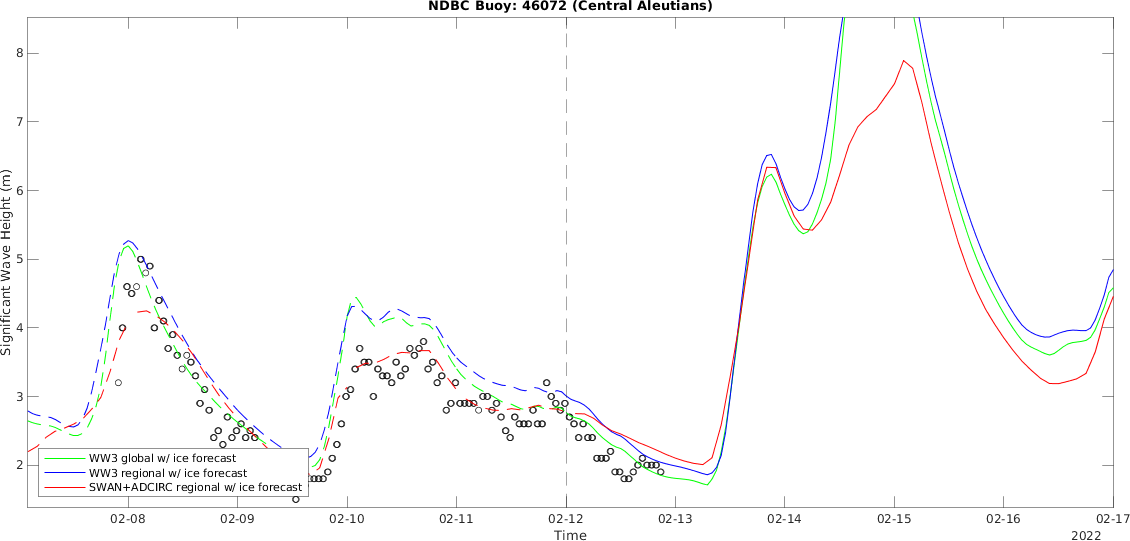 NDBC Buoy: 46072 (Central Aleutians)
Significant Wave Height (m)
8
7
6
5
4
3
2
WW3 global w/ ice forecast
WW3 regional w/ ice forecast
SWAN+ADCIRC regional w/ ice forecast
02-08 02-09 02-10 02-11 02-12 02-13 02-14 02-15 02-16 02-17
Time
2022